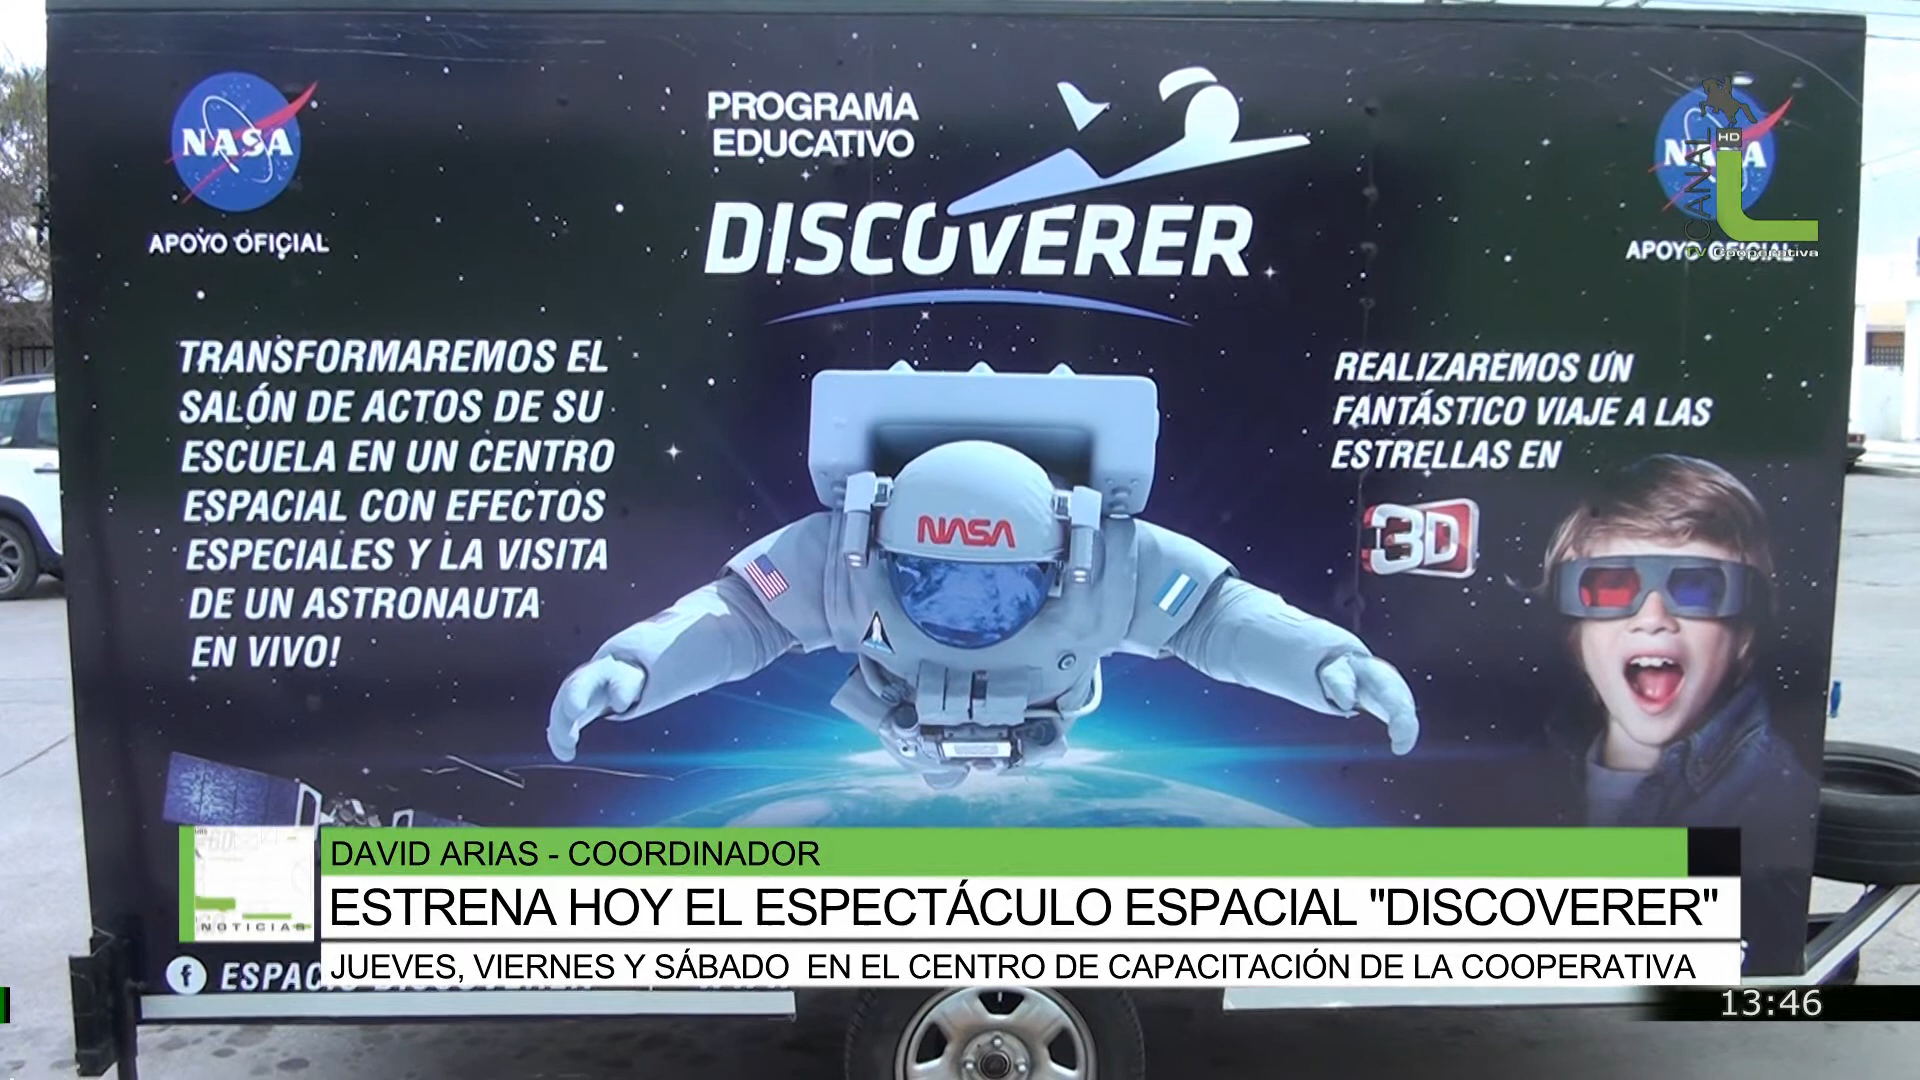 NASA
APOYO OFICIAL
PROGRAMA
EDUCATIVO
DISCOVERER
NASA
APOYO OFICIAL
CANAL
HD
L
TV Cooperativa
TRANSFORMAREMOS EL
SALÓN DE ACTOS DE SU
ESCUELA EN UN CENTRO
ESPACIAL CON EFECTOS
ESPECIALES Y LA VISITA
DE UN ASTRONAUTA
EN VIVO!
REALIZAREMOS UN
FANTÁSTICO VIAJE A LAS
ESTRELLAS EN
3D
NASA
DAVID ARIAS - COORDINADOR
ESTRENA HOY EL ESPECTÁCULO ESPACIAL "DISCOVERER"
NOTICIAS
JUEVES, VIERNES Y SÁBADO EN EL CENTRO DE CAPACITACIÓN DE LA COOPERATIVA
f
13:46